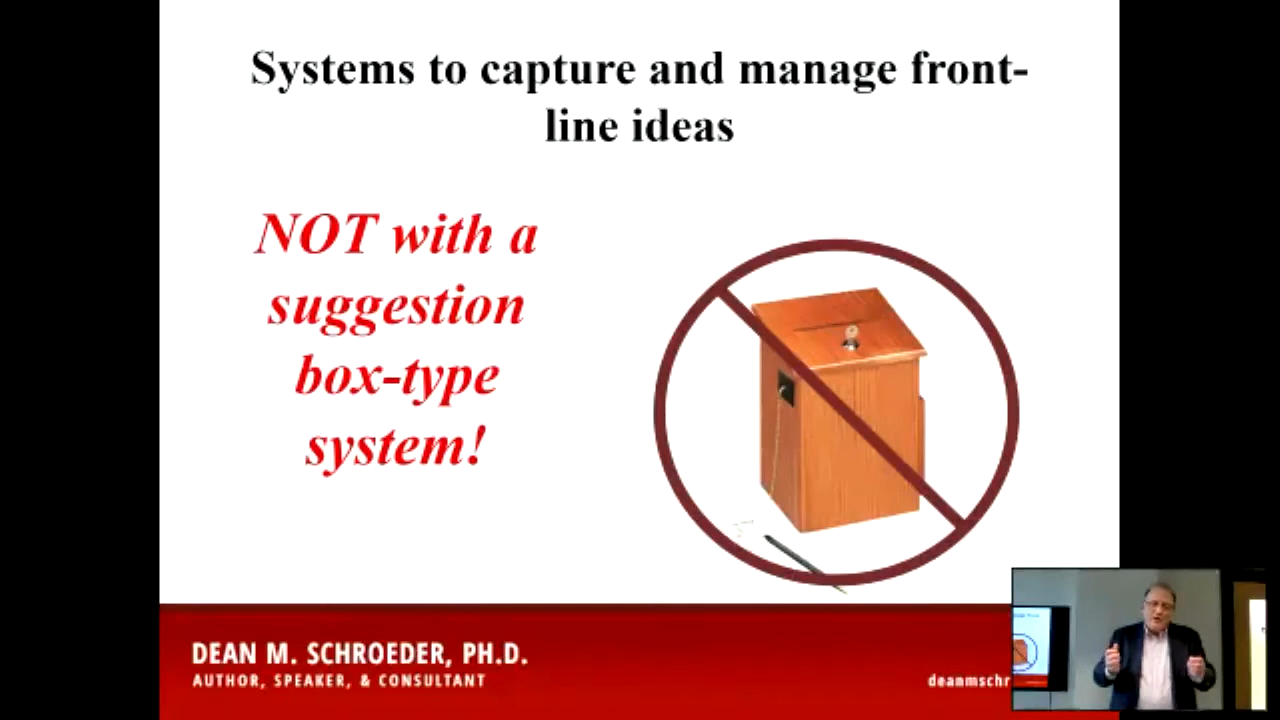 Systems to capture and manage front-
line ideas
NOT with a
suggestion
box-type
system!
DEAN M. SCHROEDER, PH.D.
AUTHOR, SPEAKER, & CONSULTANT
deanmschr